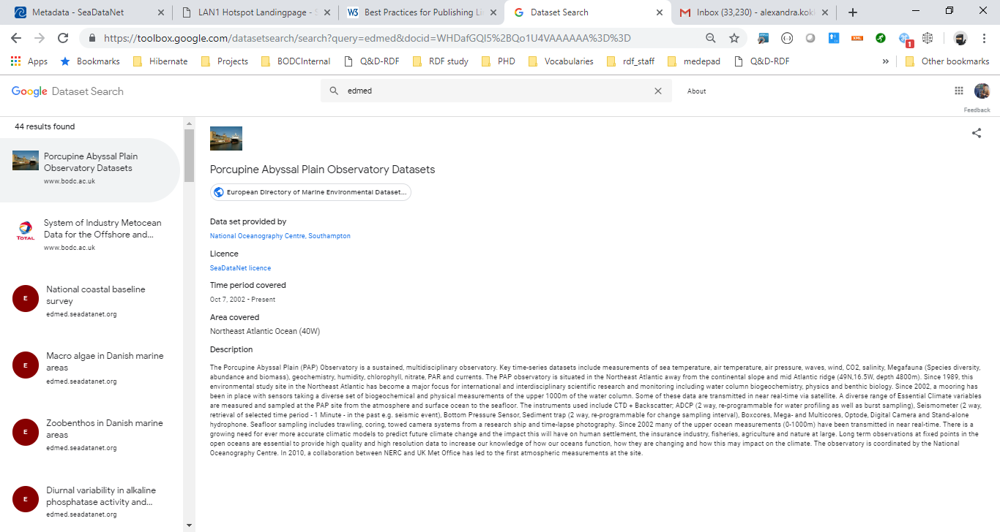 Metadata - SeaDataNet
LAN1 Hotspot Landingpage - S
Best Practices for Publishing Li
Dataset Search
Inbox (33,230) - alexandra.kok
https://toolbox.google.com/datasetsearch/search?query=edmed&docid=WHDafGQI5%2BQo1U4VAAAAAA%3D%3D
Apps
Bookmarks
Hibernate
Projects
BODCInternal
Q&D-RDF
RDF study
PHD
Vocabularies
rdf_staff
medepad
Q&D-RDF
»
Other bookmarks
Google Dataset Search
edmed
About
Feedback
44 results found
Porcupine Abyssal Plain
Observatory Datasets
www.bodc.ac.uk
TOTAL
System of Industry Metocean
Data for the Offshore and...
www.bodc.ac.uk
E
National coastal baseline
survey
edmed.seadatanet.org
E
Macro algae in Danish marine
areas
edmed.seadatanet.org
E
Zoobenthos in Danish marine
areas
edmed.seadatanet.org
E
Diurnal variability in alkaline
phosphatase activity and...
edmed.seadatanet.org
Porcupine Abyssal Plain Observatory Datasets
European Directory of Marine Environmental Dataset...
Data set provided by
National Oceanography Centre, Southampton
Licence
SeaDataNet licence
Time period covered
Oct 7, 2002 - Present
Area covered
Northeast Atlantic Ocean (40W)
Description
The Porcupine Abyssal Plain (PAP) Observatory is a sustained, multidisciplinary observatory. Key time-series datasets include measurements of sea temperature, air temperature, air pressure, waves, wind, CO2, salinity, Megafauna (Species diversity,
abundance and biomass), geochemistry, humidity, chlorophyll, nitrate, PAR and currents. The PAP observatory is situated in the Northeast Atlantic away from the continental slope and mid Atlantic ridge (49N,16.5W, depth 4800m). Since 1989, this
environmental study site in the Northeast Atlantic has become a major focus for international and interdisciplinary scientific research and monitoring including water column biogeochemistry, physics and benthic biology. Since 2002, a mooring has
been in place with sensors taking a diverse set of biogeochemical and physical measurements of the upper 1000m of the water column. Some of these data are transmitted in near real-time via satellite. A diverse range of Essential Climate variables
are measured and sampled at the PAP site from the atmosphere and surface ocean to the seafloor. The instruments used include CTD + Backscatter; ADCP (2 way, re-programmable for water profiling as well as burst sampling), Seismometer (2 way,
retrieval of selected time period - 1 Minute - in the past e.g. seismic event), Bottom Pressure Sensor, Sediment trap (2 way, re-programmable for change sampling interval), Boxcores, Mega- and Multicores, Optode, Digital Camera and Stand-alone
hydrophone. Seafloor sampling includes trawling, coring, towed camera systems from a research ship and time-lapse photography. Since 2002 many of the upper ocean measurements (0-1000m) have been transmitted in near real-time. There is a
growing need for ever more accurate climatic models to predict future climate change and the impact this will have on human settlement, the insurance industry, fisheries, agriculture and nature at large. Long term observations at fixed points in the
open oceans are essential to provide high quality and high resolution data to increase our knowledge of how our oceans function, how they are changing and how this may impact on the climate. The observatory is coordinated by the National
Oceanography Centre. In 2010, a collaboration between NERC and UK Met Office has led to the first atmospheric measurements at the site.